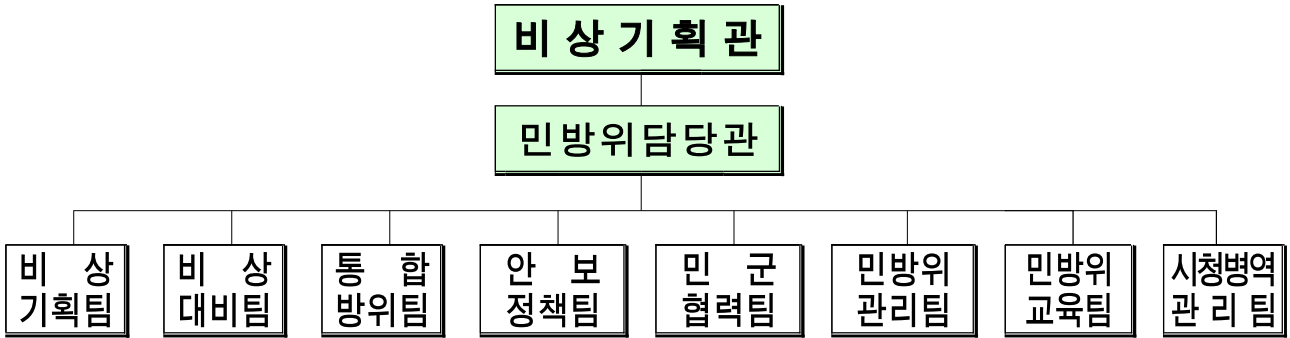 비상기획관
민방위담당관
비 상
기획팀
비 상
대비팀
통 합
방위팀
안 보
정책팀
민 군
협력팀
민방위
관리팀
민방위
교육팀
시청병역
관 리 팀